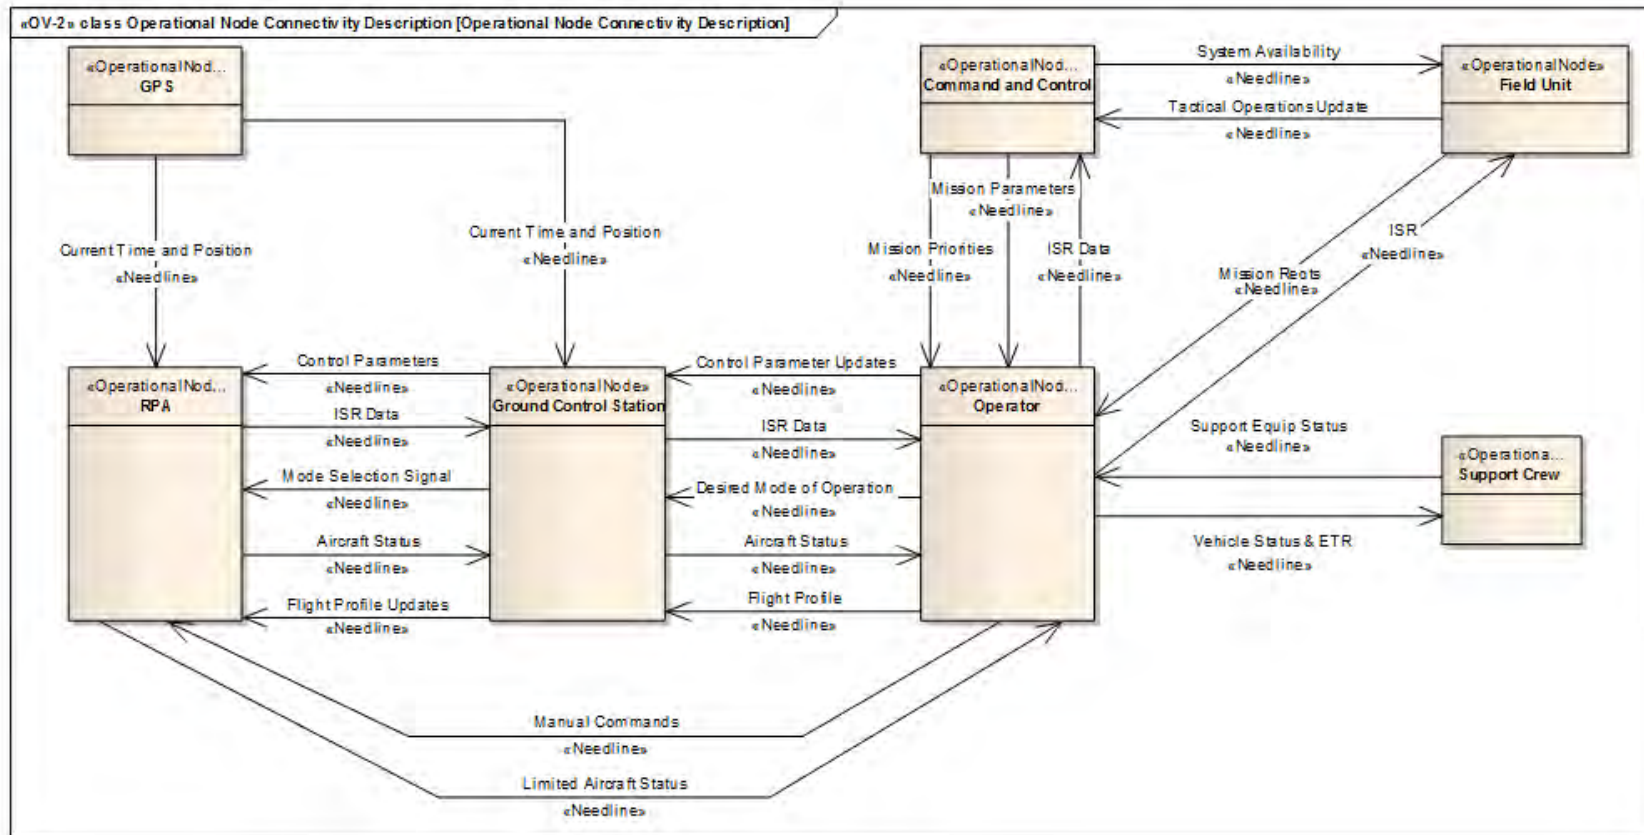 «OV-2» class Operational Node Connectivity Description [Operational Node Connectivity Description]
«OperationalNod...
GPS
«OperationalNod...
Command and Control
System Availability
«Needline»
Tactical Operations Update
«Needline»
«OperationalNode»
Field Unit
Current Time and Position
«Needline»
Current Time and Position
«Needline»
Mission Parameters
«Needline»
Mission Priorities
«Needline»
ISR Data
«Needline»
ISR
«Needline»
Mission Reqts
«Needline»
«OperationalNod...
RPA
Control Parameters
«Needline»
ISR Data
«Needline»
Mode Selection Signal
«Needline»
Aircraft Status
«Needline»
Flight Profile Updates
«Needline»
«OperationalNode»
Ground Control Station
Control Parameter Updates
«Needline»
ISR Data
«Needline»
Desired Mode of Operation
«Needline»
Aircraft Status
«Needline»
Flight Profile
«Needline»
«OperationalNod...
Operator
Support Equip Status
«Needline»
Vehicle Status & ETR
«Needline»
«Operationa...
Support Crew
Manual Commands
«Needline»
Limited Aircraft Status
«Needline»